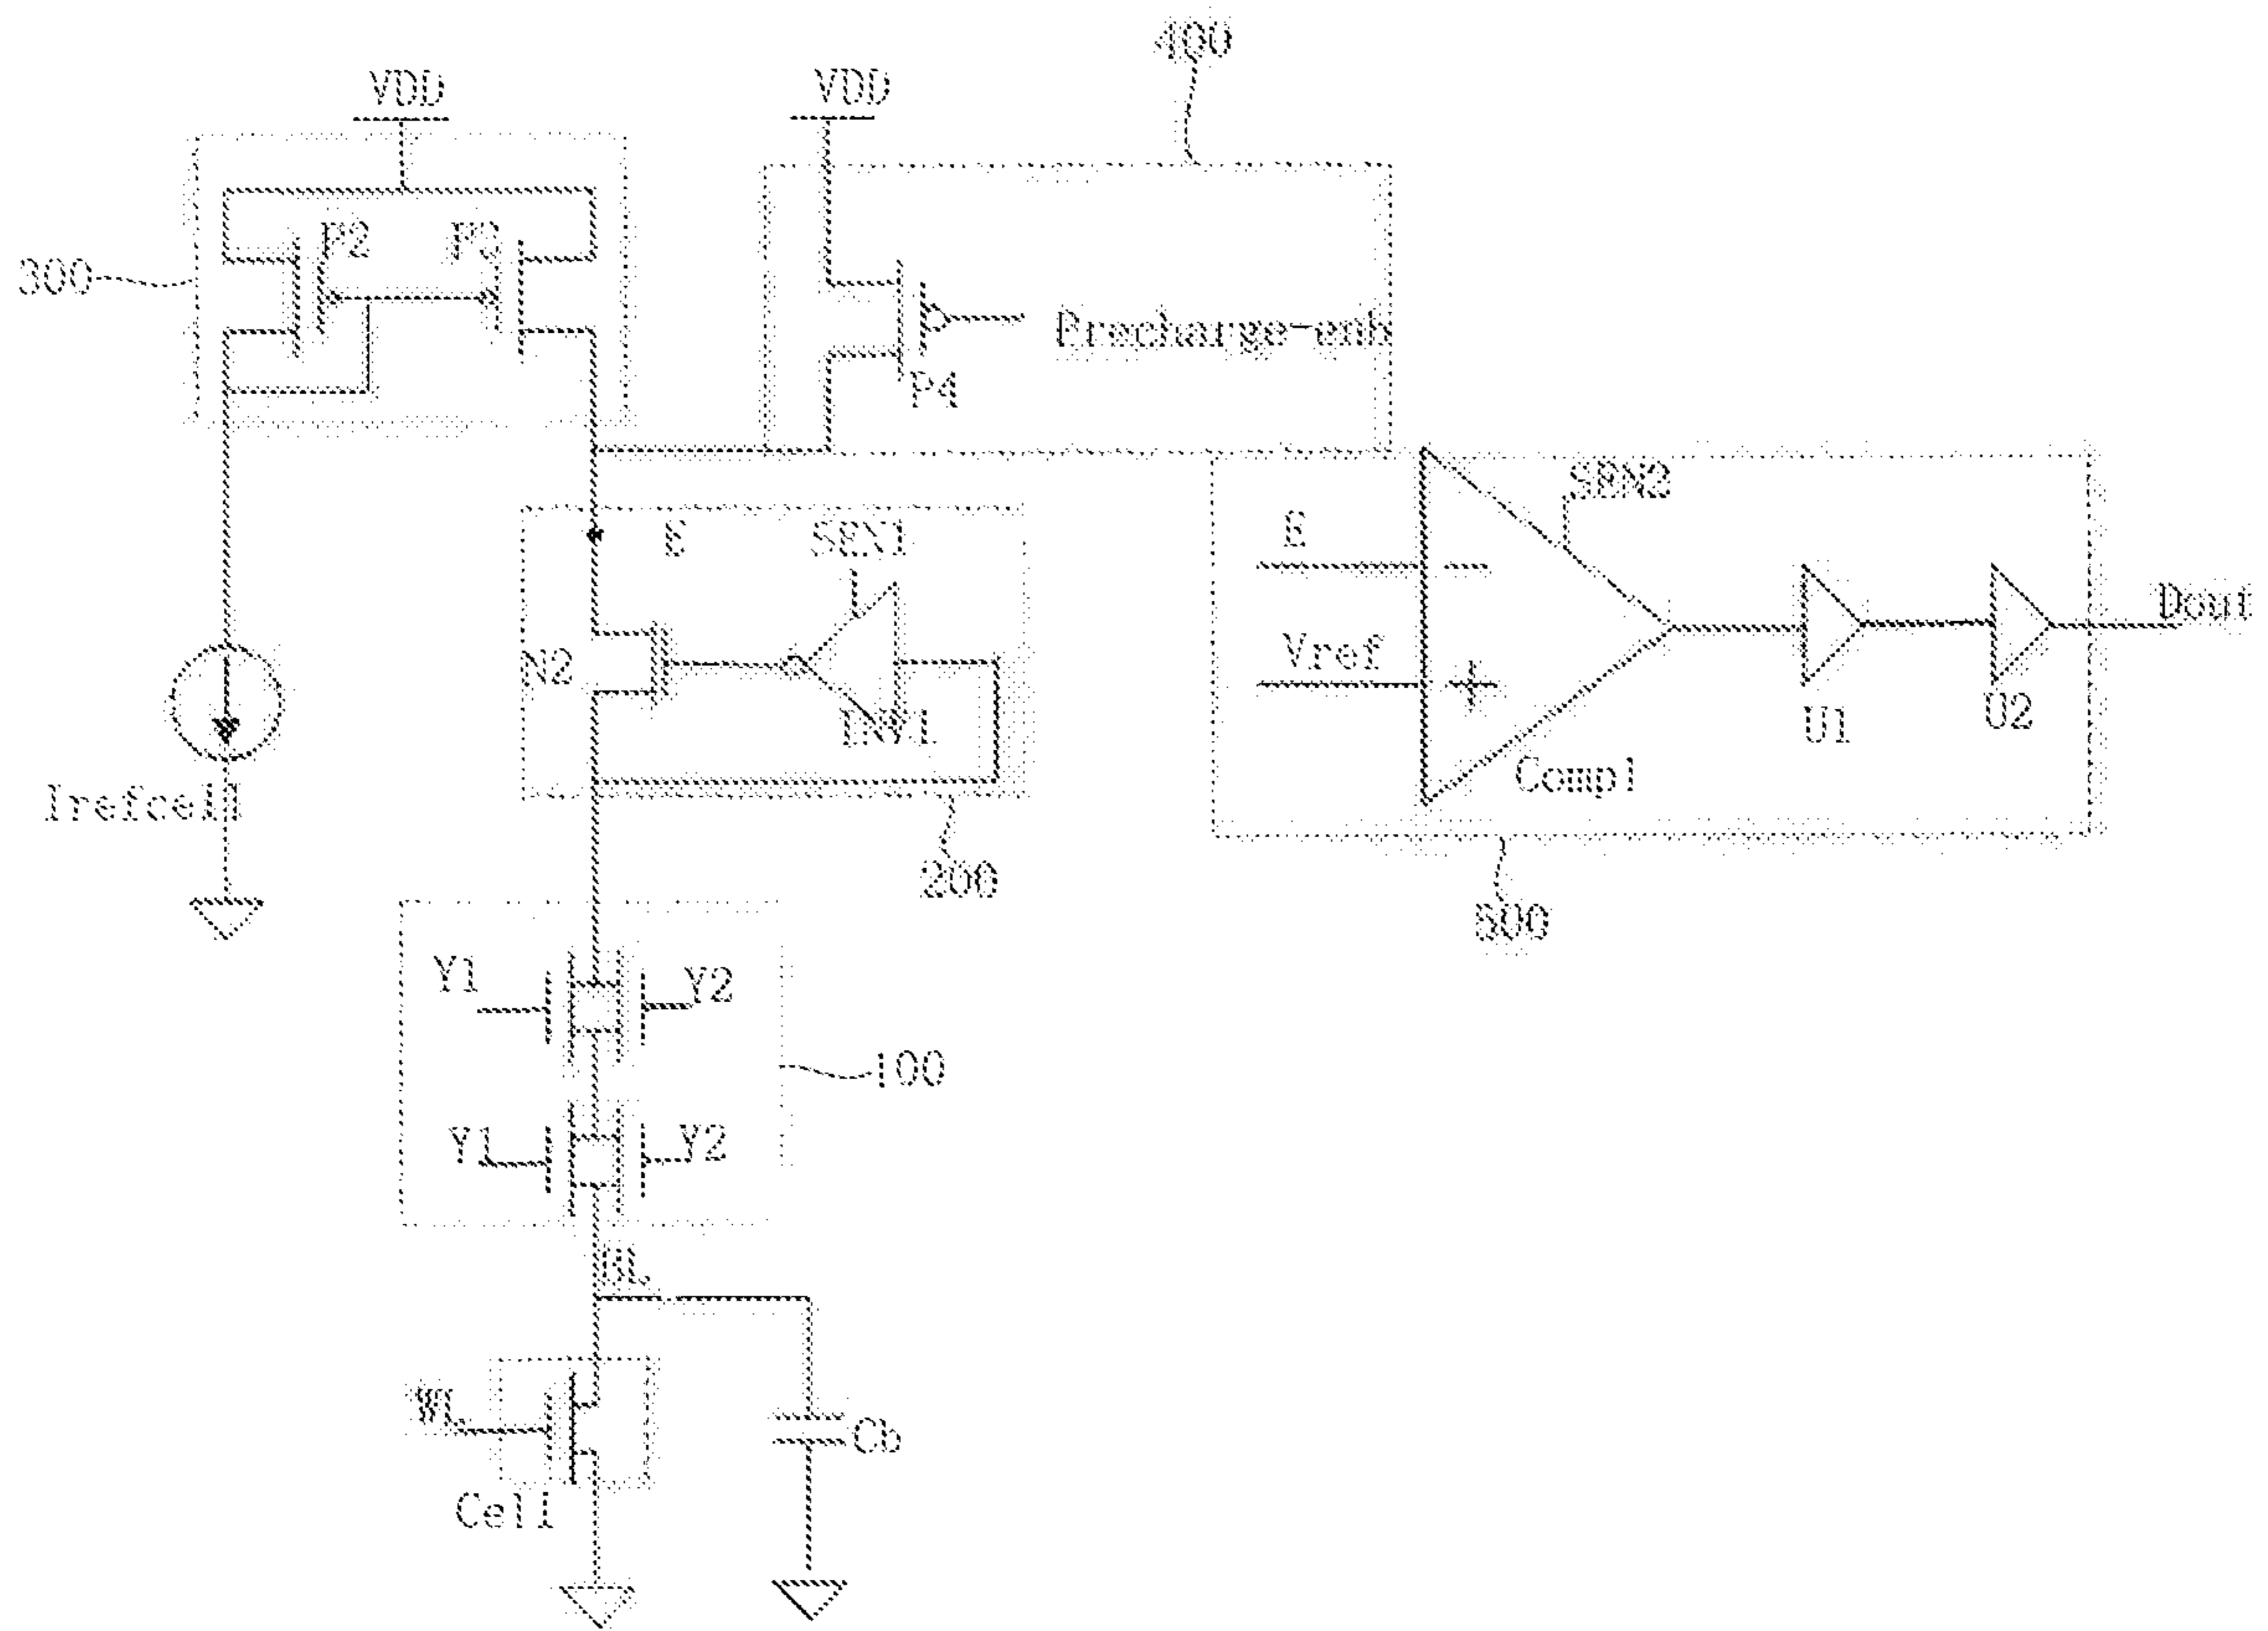 400
VDD
VDD
P2
P3
300
Precharge-enb
P4
SEN2
E
SEN1
E
Dout
N2
Vref
INV1
U1
U2
Comp1
Irefcell
200
Y1
Y2
100
Y1
Y2
BL
WL
Cb
Cell